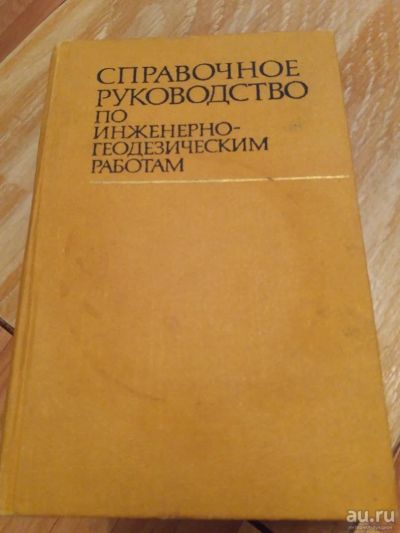 СПРАВОЧНОЕ
РУКОВОДСТВО
ПО
ИНЖЕНЕРНО-
ГЕОДЕЗИЧЕСКИМ
РАБОТАМ
au.ru